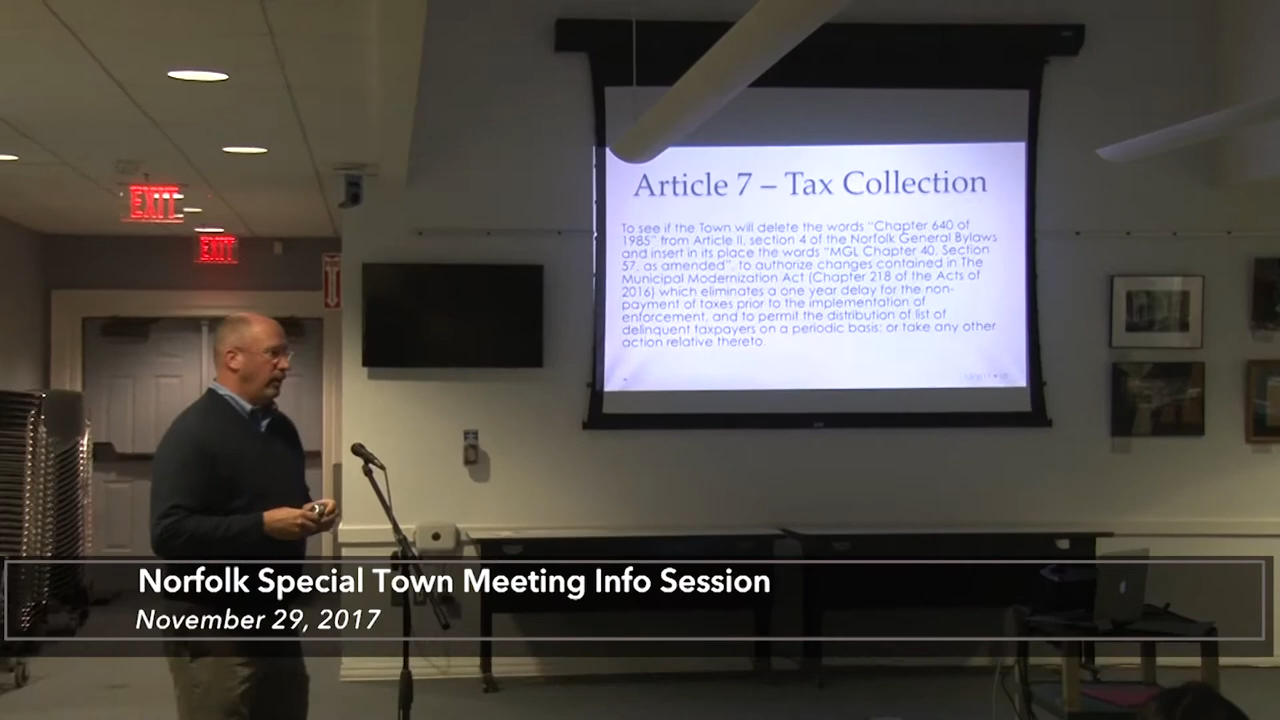 EXIT
EXIT
Article 7 – Tax Collection
To see if the Town will delete the words "Chapter 640 of
1985" from Article II, section 4 of the Norfolk General Bylaws
and insert in its place the words "MGL Chapter 40, Section
57, as amended", to authorize changes contained in The
Municipal Modernization Act (Chapter 218 of the Acts of
2016) which eliminates a one year delay for the non-
payment of taxes prior to the implementation of
enforcement, and to permit the distribution of list of
delinquent taxpayers on a periodic basis; or take any other
action relative thereto.
Norfolk Special Town Meeting Info Session
November 29, 2017